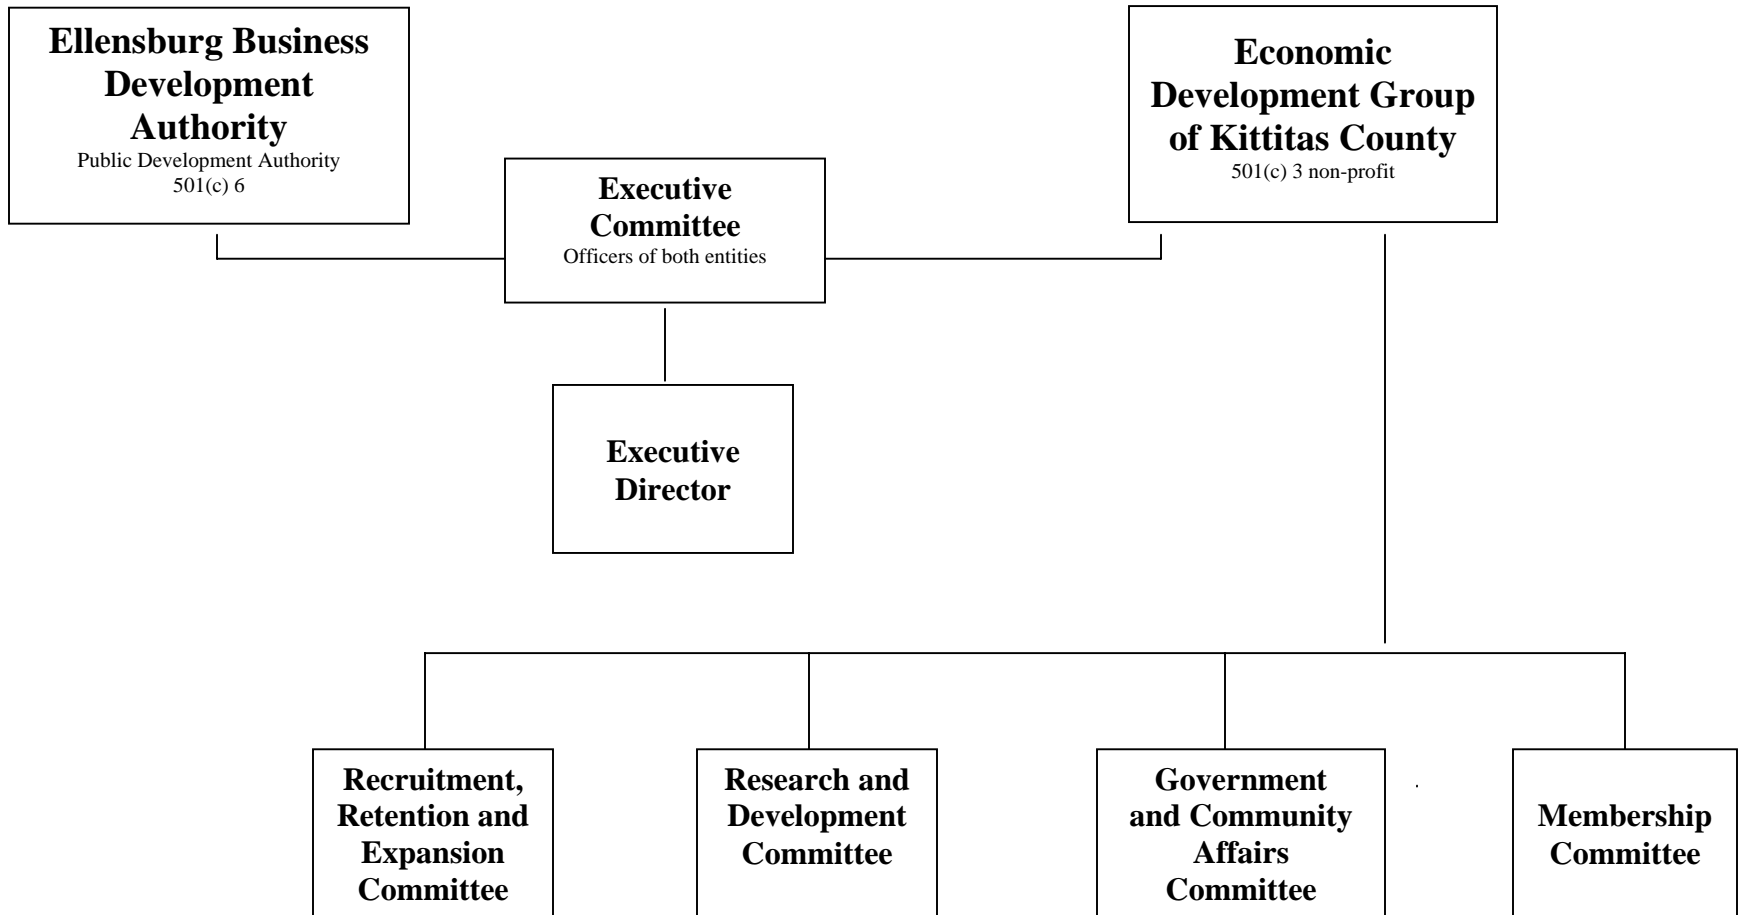 Ellensburg Business
Development
Authority
Public Development Authority
501(c) 6
Economic
Development Group
of Kittitas County
501(c) 3 non-profit
Executive
Committee
Officers of both entities
Executive
Director
Recruitment,
Retention and
Expansion
Committee
Research and
Development
Committee
Government
and Community
Affairs
Committee
.
Membership
Committee